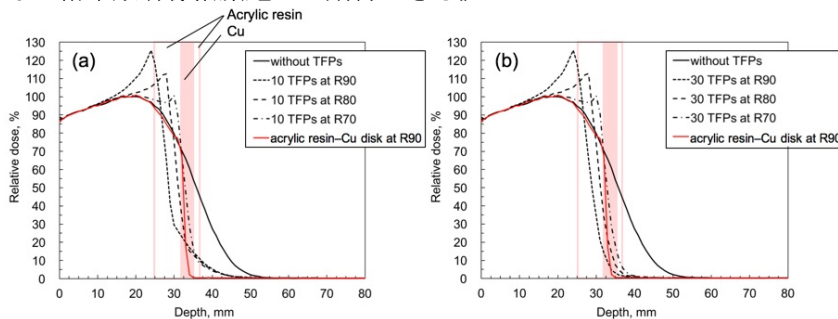 Acrylic resin
Cu
(a)
without TFPs
10 TFPs at R90
10 TFPs at R80
10 TFPs at R70
acrylic resin–Cu disk at R90
Relative dose, %
130
120
110
100
90
80
70
60
50
40
30
20
10
0
0 10 20 30 40 50 60 70 80
Depth, mm
(b)
without TFPs
30 TFPs at R90
30 TFPs at R80
30 TFPs at R70
acrylic resin–Cu disk at R90
Relative dose, %
130
120
110
100
90
80
70
60
50
40
30
20
10
0
0 10 20 30 40 50 60 70 80
Depth, mm